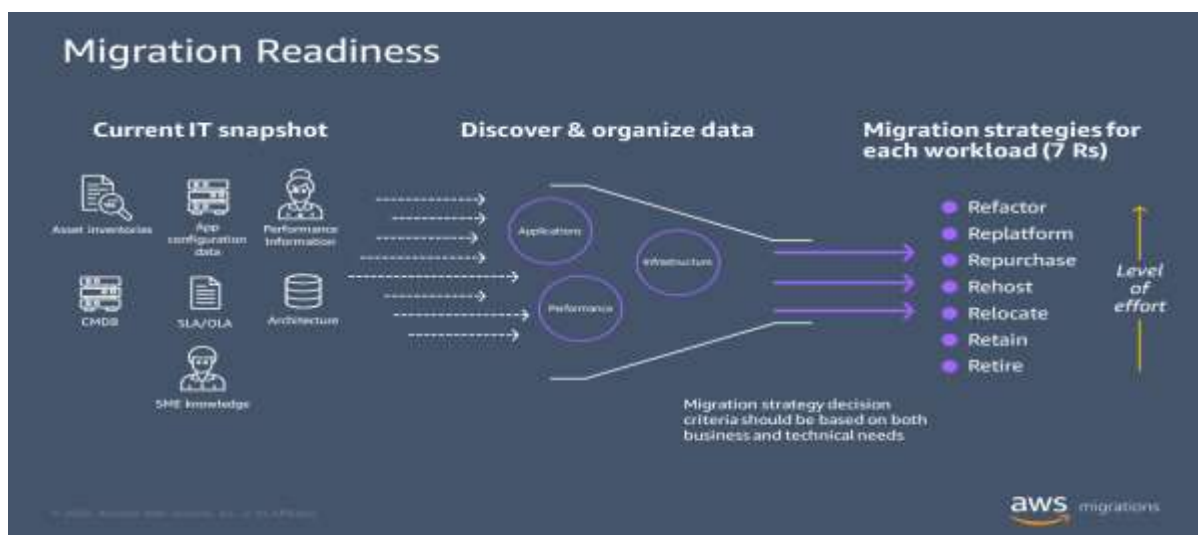 Migration Readiness
Current IT snapshot
Asset inventories
App
configuration
data
Performance
Information
CMDB
SLA/OLA
Architecture
SME knowledge
Discover & organize data
Applications
Infrastructure
Performance
Migration strategy decision
criteria should be based on both
business and technical needs
Migration strategies for
each workload (7 Rs)
Refactor
Replatform
Repurchase
Rehost
Relocate
Retain
Retire
Level
of
effort
aws migrations